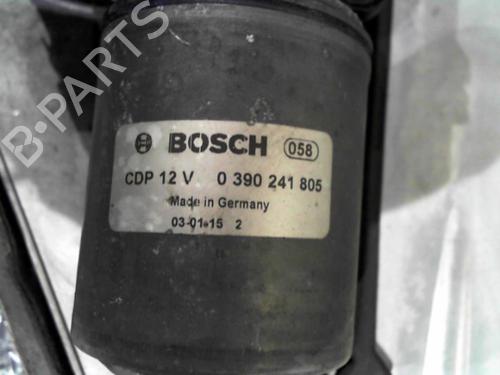 B-PARTS
BOSCH 058
CDP 12 V 0 390 241 805
Made in Germany
03-01-15 2